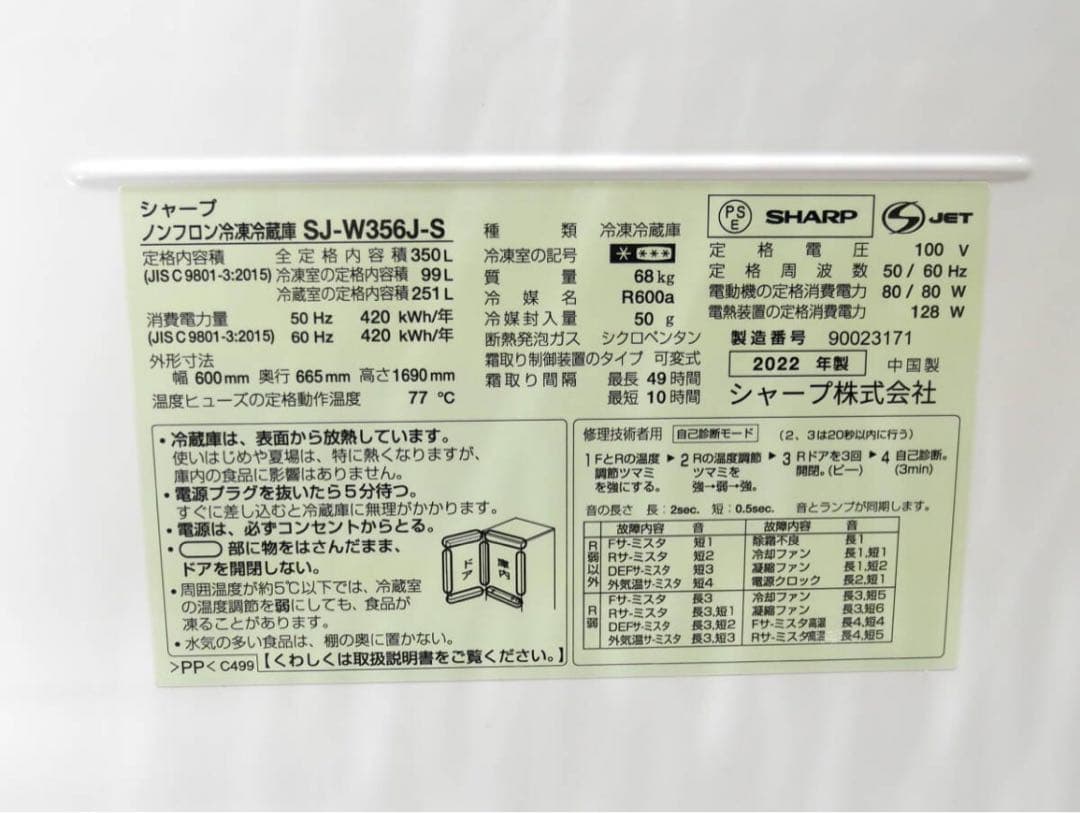 シャープ
ノンフロン冷凍冷蔵庫 SJ-W356J-S
定格内容積 全定格内容積 350L
(JIS C 9801-3:2015) 冷凍室の定格内容積 99L
冷蔵室の定格内容積 251L
消費電力量 50 Hz 420 kWh/年
(JIS C 9801-3:2015) 60 Hz 420 kWh/年
外形寸法
幅 600mm 奥行 665mm 高さ1690mm
温度ヒューズの定格動作温度 77 ℃
種類 冷凍冷蔵庫
冷凍室の記号
質量 68kg
冷媒名 R600a
冷媒封入量 50 g
断熱発泡ガス シクロペンタン
霜取り制御装置のタイプ 可変式
霜取り間隔 最長 49時間
最短 10時間
PSE SHARP JET
定格電圧 100 V
定格周波数 50/60 Hz
電動機の定格消費電力 80/80 W
電熱装置の定格消費電力 128 W
製造番号 90023171
2022 年製 中国製
シャープ株式会社
・冷蔵庫は、表面から放熱しています。
使いはじめや夏場は、特に熱くなりますが、
庫内の食品に影響はありません。
・電源プラグを抜いたら5分待つ。
すぐに差し込むと冷蔵庫に無理がかかります。
・電源は、必ずコンセントからとる。
・部に物をはさんだまま、
ドアを開閉しない。
ドア 庫内
・周囲温度が約5℃以下では、冷蔵室
の温度調節を弱にしても、食品が
凍ることがあります。
・水気の多い食品は、棚の奥に置かない。
>PP< C499 【くわしくは取扱説明書をご覧ください。】
修理技術者用 自己診断モード (2、3は20秒以内に行う)
1 FとRの温度調節ツマミを強にする。 ▶ 2 Rの温度調節ツマミを強→弱→強。 ▶ 3 Rドアを3回開閉。(ピー) ▶ 4 自己診断。(3min)
音の長さ 長:2sec. 短:0.5sec. 音とランプが同期します。
故障内容 音 故障内容 音
R弱以外 Fサ-ミスタ 短1 除霜不良 長1
Rサ-ミスタ 短2 冷却ファン 長1,短1
DEFサ-ミスタ 短3 凝縮ファン 長1,短2
外気温サ-ミスタ 短4 電源クロック 長2,短1
R弱 Fサ-ミスタ 長3 冷却ファン 長3,短5
Rサ-ミスタ 長3,短1 凝縮ファン 長3,短6
DEFサ-ミスタ 長3,短2 Fサ-ミスタ高温 長4,短4
外気温サ-ミスタ 長3,短3 Rサ-ミスタ高温 長4,短5